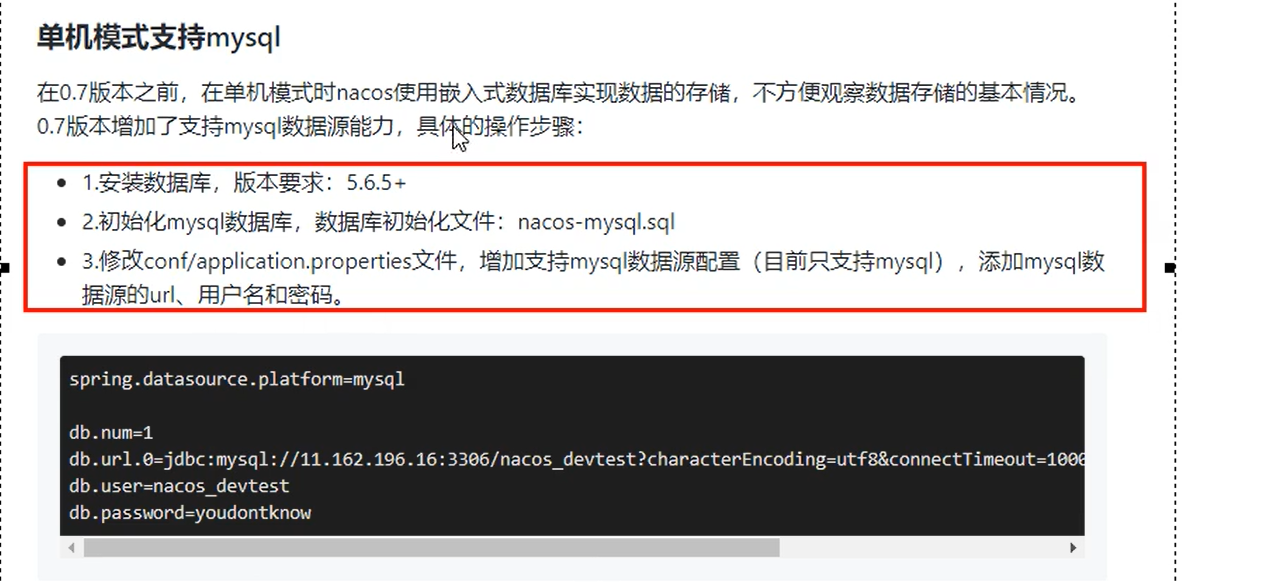 单机模式支持mysql
在0.7版本之前，在单机模式时nacos使用嵌入式数据库实现数据的存储，不方便观察数据存储的基本情况。
0.7版本增加了支持mysql数据源能力，具体的操作步骤：
1.安装数据库，版本要求：5.6.5+
2.初始化mysql数据库，数据库初始化文件：nacos-mysql.sql
3.修改conf/application.properties文件，增加支持mysql数据源配置（目前只支持mysql），添加mysql数
据源的url、用户名和密码。
spring.datasource.platform=mysql
db.num=1
db.url.0=jdbc:mysql://11.162.196.16:3306/nacos_devtest?characterEncoding=utf8&connectTimeout=1000
db.user=nacos_devtest
db.password=youdontknow